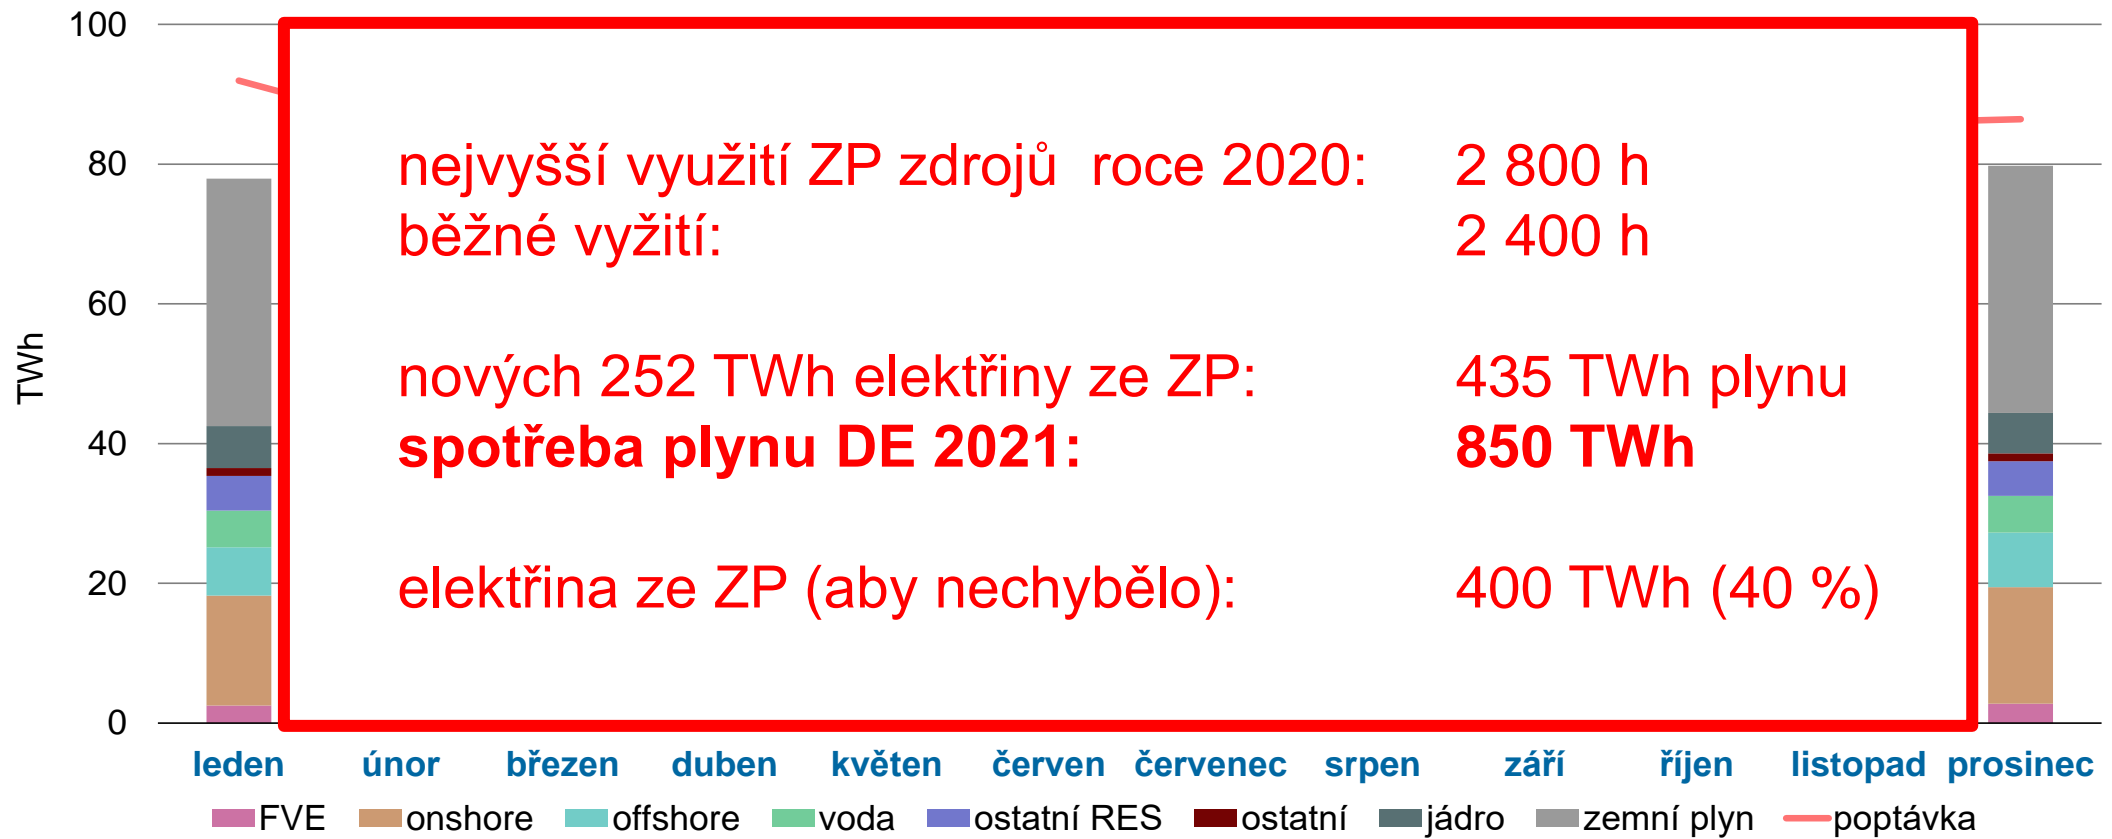 100
80
60
40
20
0
TWh
nejvyšší využití ZP zdrojů  roce 2020: 2 800 h
běžné vyžití: 2 400 h
nových 252 TWh elektřiny ze ZP: 435 TWh plynu
spotřeba plynu DE 2021: 850 TWh
elektřina ze ZP (aby nechybělo): 400 TWh (40 %)
leden únor březen duben květen červen červenec srpen září říjen listopad prosinec
FVE onshore offshore voda ostatní RES ostatní jádro zemní plyn poptávka